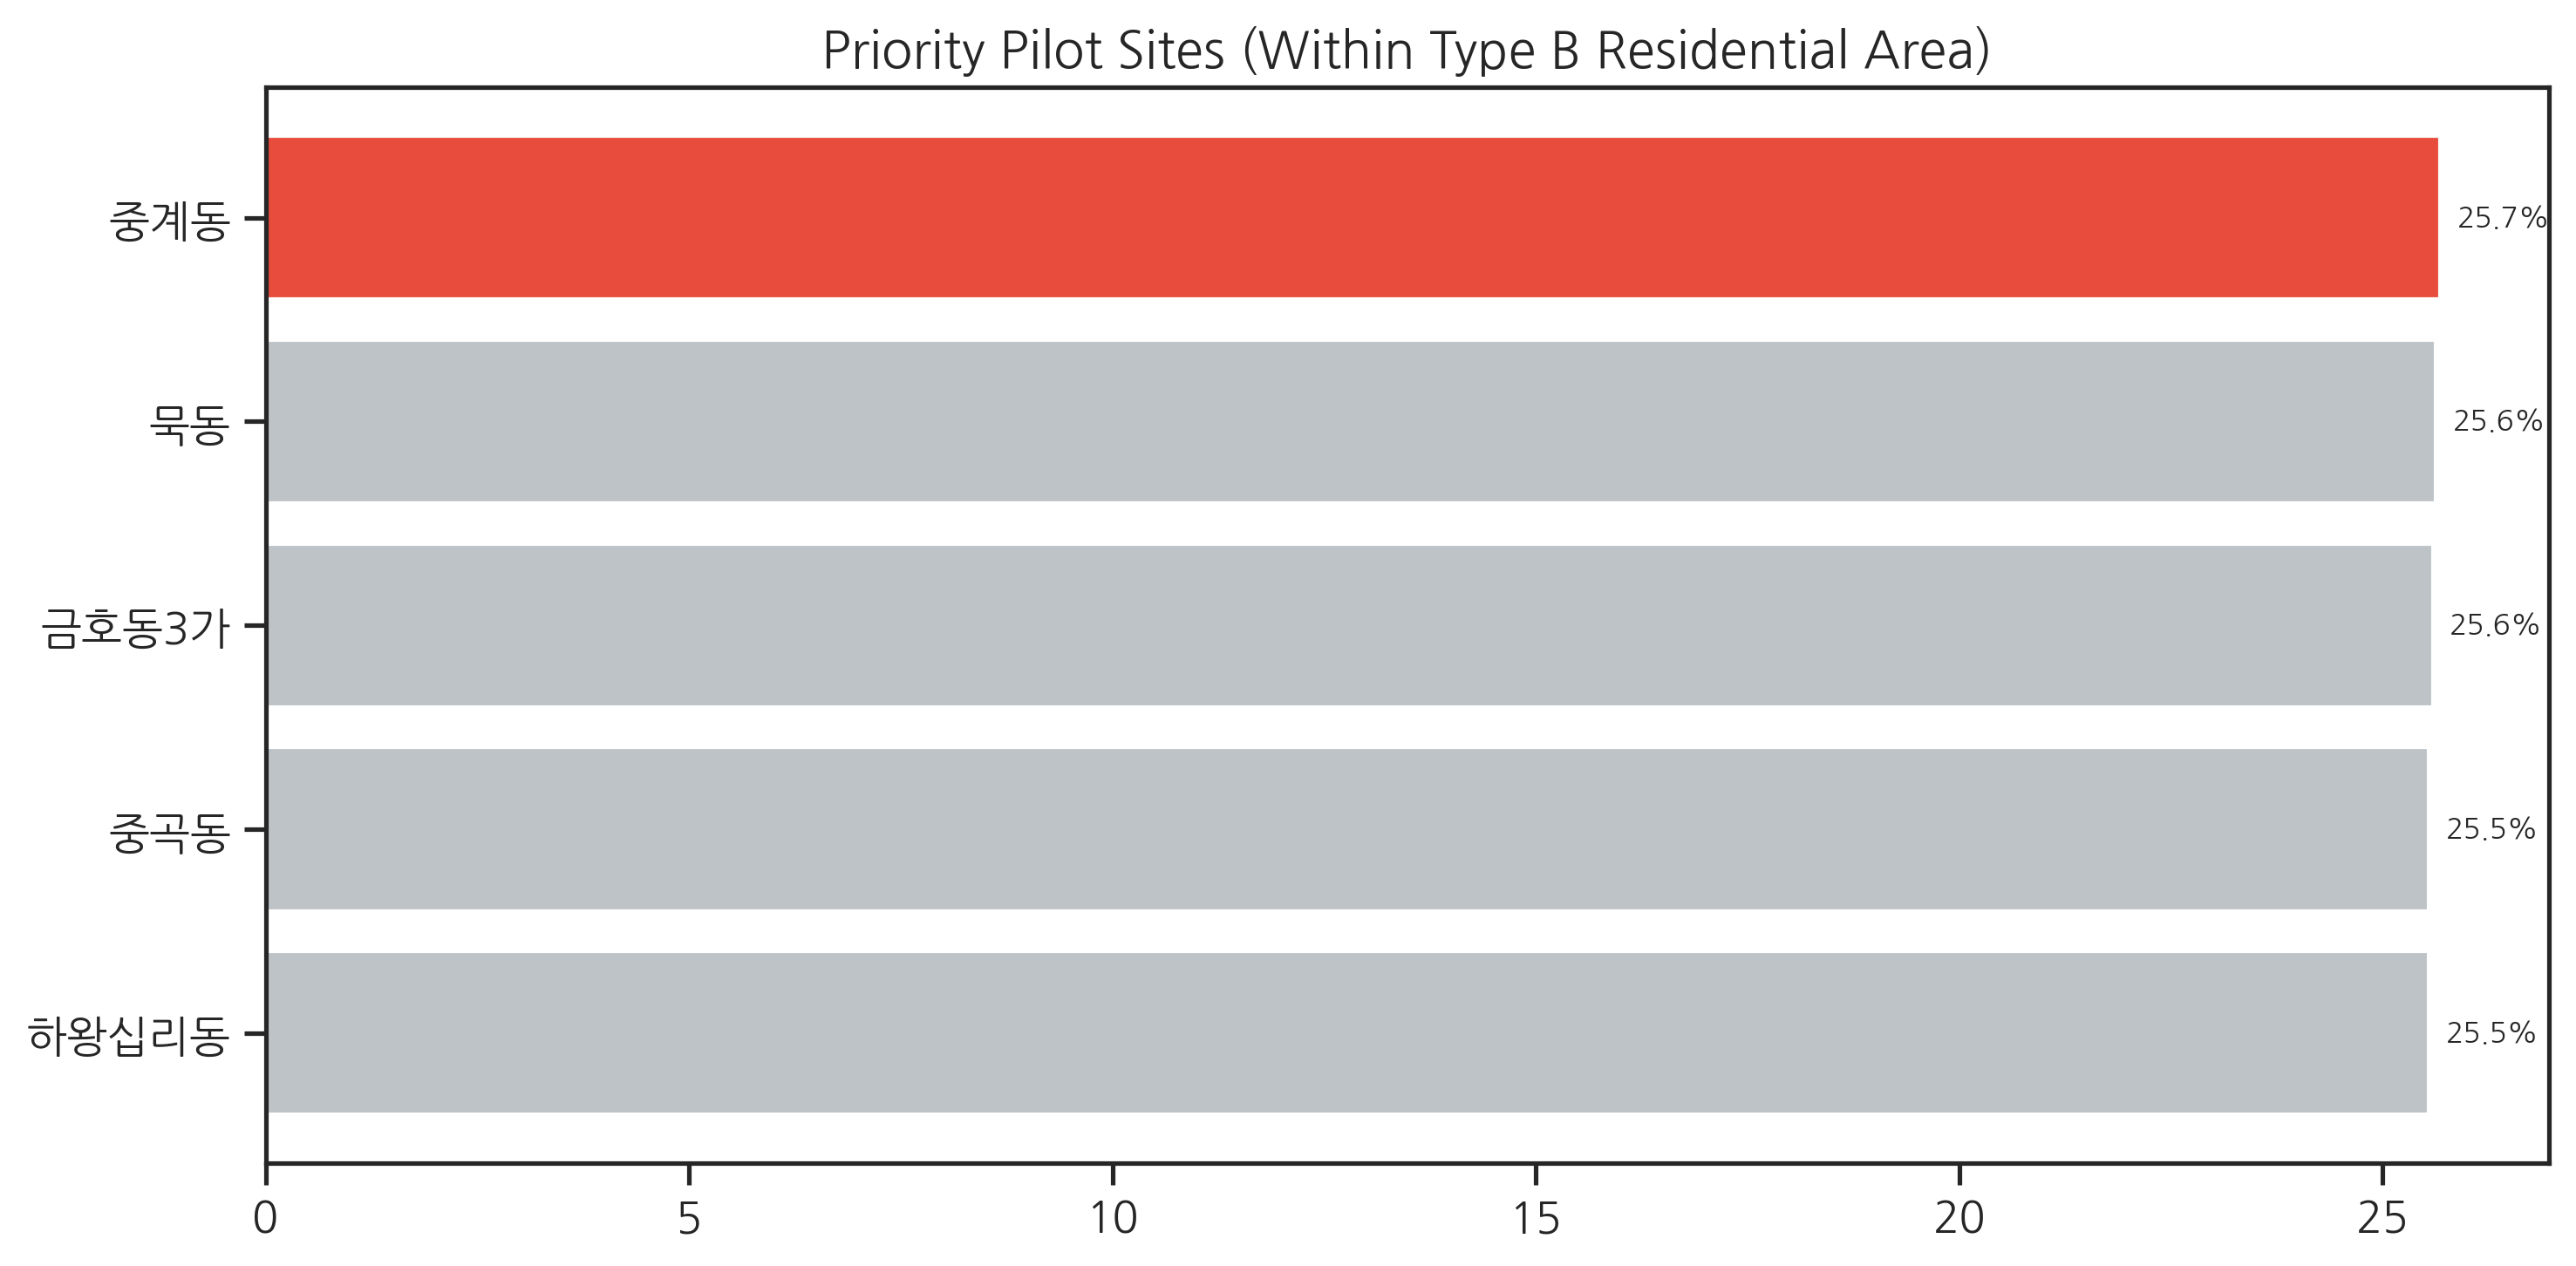 Priority Pilot Sites (Within Type B Residential Area)
중계동 25.7%
묵동 25.6%
금호동3가 25.6%
중곡동 25.5%
하왕십리동 25.5%
0 5 10 15 20 25